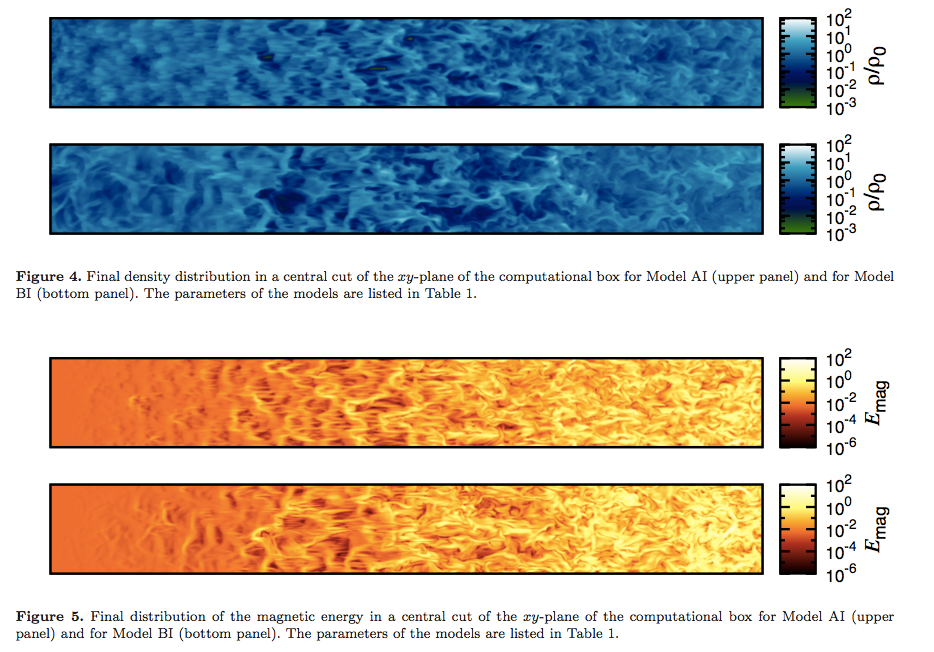 10²
10¹
10⁰
10⁻¹
10⁻²
10⁻³
ρ/ρ₀
10²
10¹
10⁰
10⁻¹
10⁻²
10⁻³
ρ/ρ₀
Figure 4. Final density distribution in a central cut of the xy-plane of the computational box for Model AI (upper panel) and for Model
BI (bottom panel). The parameters of the models are listed in Table 1.
10²
10⁰
10⁻²
10⁻⁴
10⁻⁶
Emag
10²
10⁰
10⁻²
10⁻⁴
10⁻⁶
Emag
Figure 5. Final distribution of the magnetic energy in a central cut of the xy-plane of the computational box for Model AI (upper
panel) and for Model BI (bottom panel). The parameters of the models are listed in Table 1.